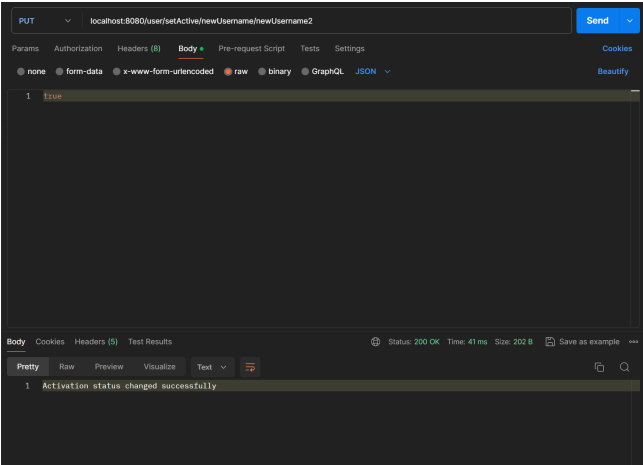 PUT localhost:8080/user/setActive/newUsername/newUsername2 Send
Params Authorization Headers (8) Body Pre-request Script Tests Settings Cookies
none form-data x-www-form-urlencoded raw binary GraphQL JSON Beautify
1 true
Body Cookies Headers (5) Test Results Status: 200 OK Time: 41 ms Size: 202 B Save as example
Pretty Raw Preview Visualize Text
1 Activation status changed successfully